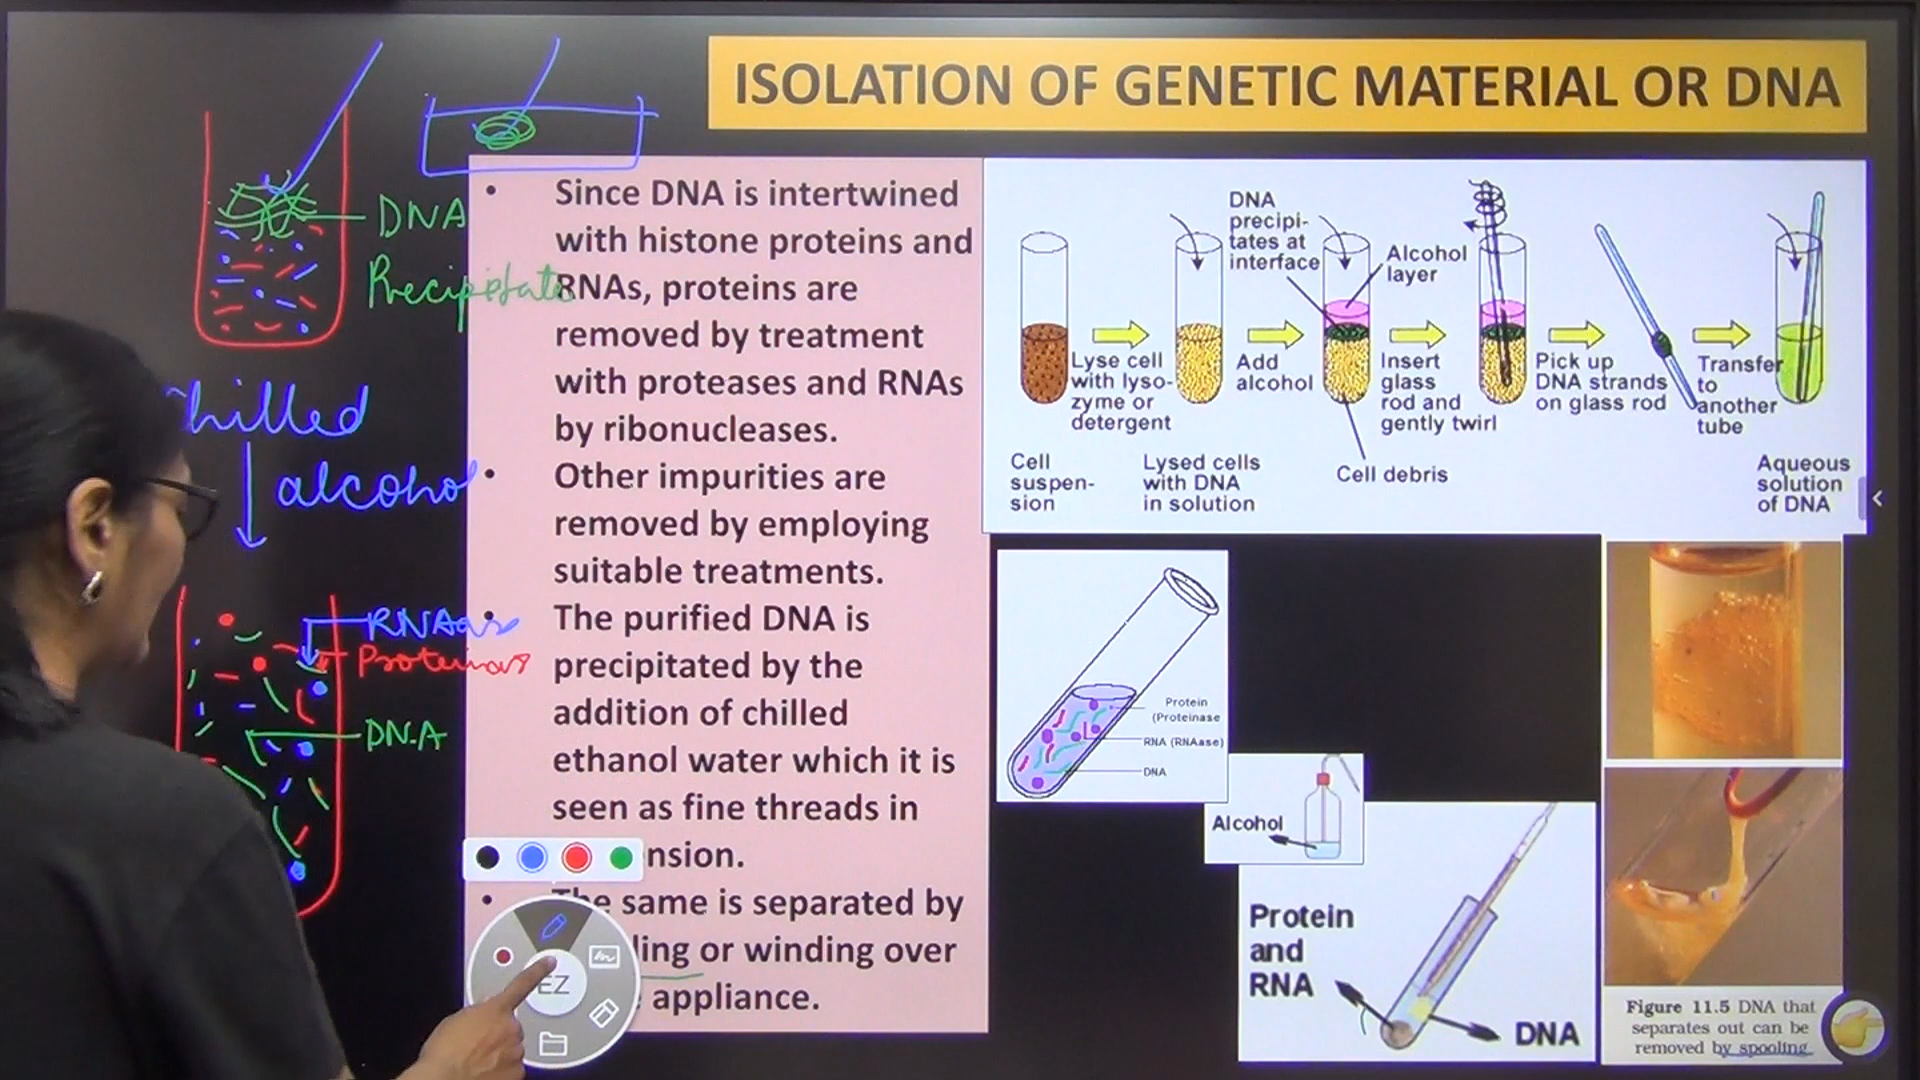 ISOLATION OF GENETIC MATERIAL OR DNA
DNA
Precipitate
Chilled
alcohol
RNAase
DNA
• Since DNA is intertwined
with histone proteins and
RNAs, proteins are
removed by treatment
with proteases and RNAs
by ribonucleases.
• Other impurities are
removed by employing
suitable treatments.
• The purified DNA is
precipitated by the
addition of chilled
ethanol water which it is
seen as fine threads in
nsion.
• The same is separated by
ling or winding over
appliance.
EZ
DNA
precipi-
tates at
interface
Alcohol
layer
Lyse cell
with lyso-
zyme or
detergent
Add
alcohol
Insert
glass
rod and
gently twirl
Pick up
DNA strands
on glass rod
Transfer
to
another
tube
Cell
suspen-
sion
Lysed cells
with DNA
in solution
Cell debris
Aqueous
solution
of DNA
Protein
(Proteinase
RNA (RNAase)
DNA
Alcohol
Protein
and
RNA
DNA
Figure 11.5 DNA that
separates out can be
removed by spooling